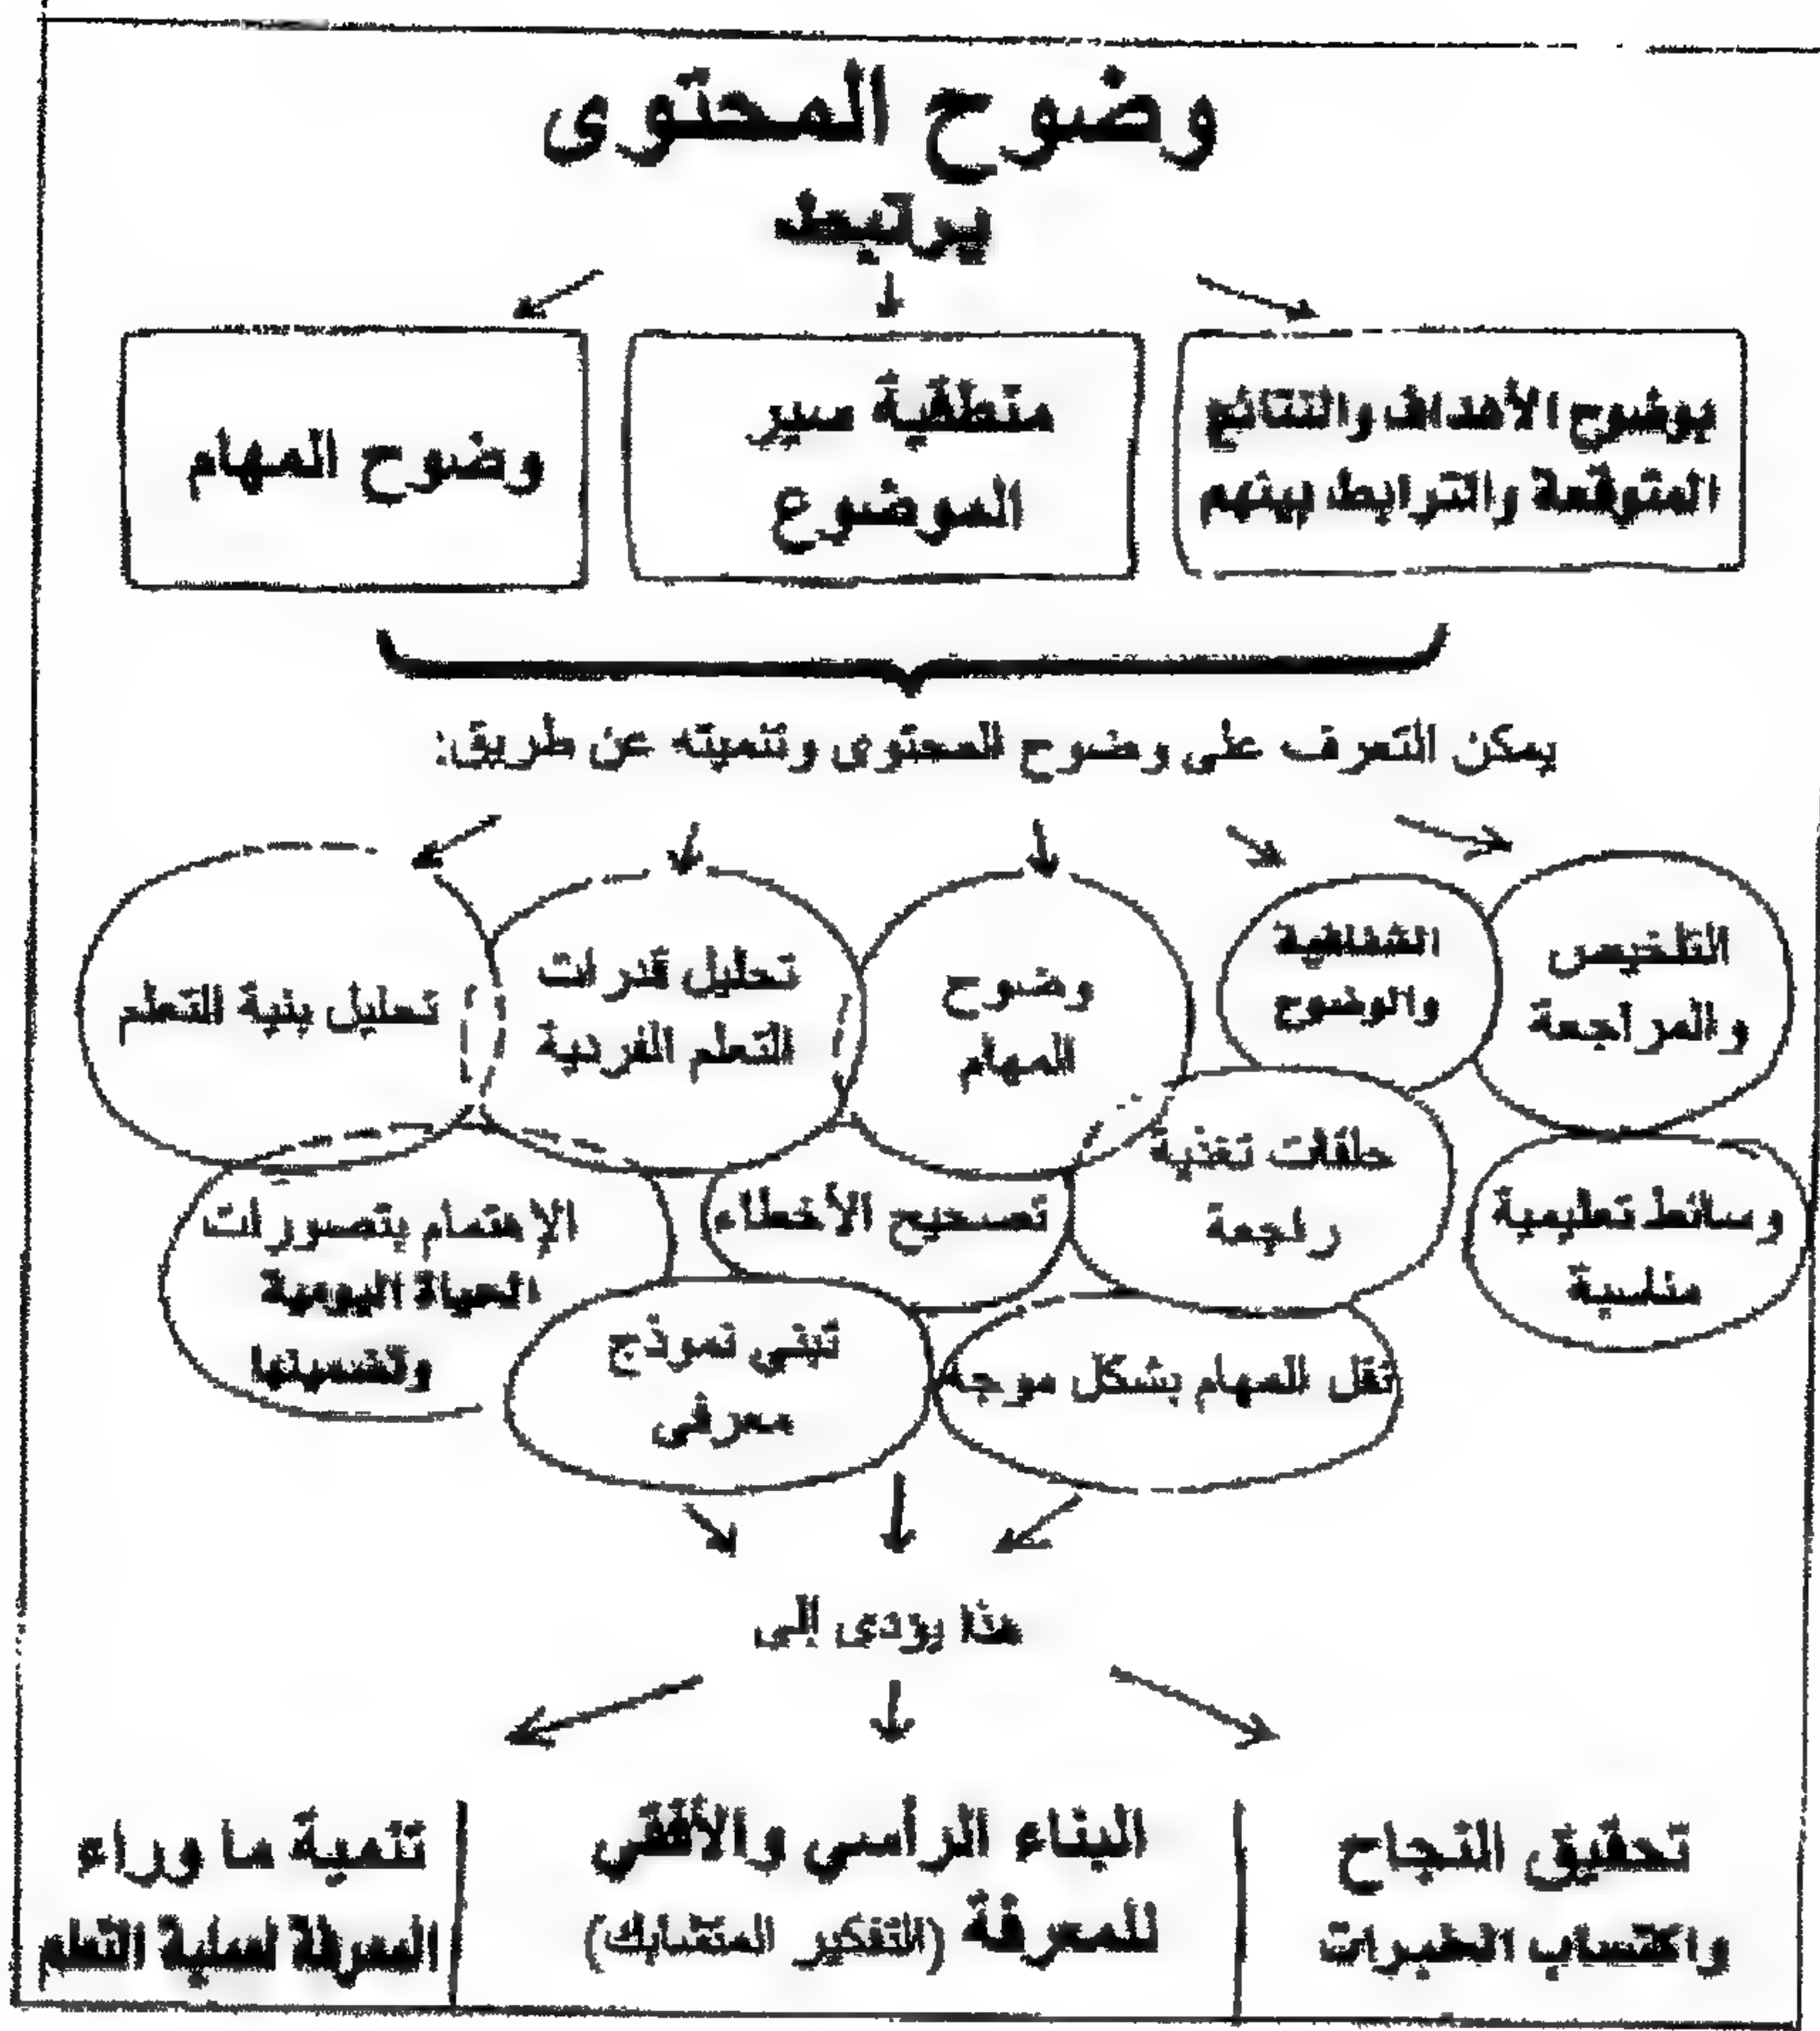 وضوح المحتوى
يرتبط
بوضوح الأهداف والنتائج
المتوقعة والترابط بينهم
منطقية سير
الموضوع
وضوح المهام
يمكن التعرف على وضوح المحتوى وتنميته عن طريق:
التلخيص
والمراجعة
الشفافية
والوضوح
وضوح
المهام
تحليل قدرات
التعلم الفردية
تحليل بنية التعلم
وسائط تعليمية
مناسبة
حلقات تغذية
راجعة
تصحيح الأخطاء
الإهتمام بتصورات
الحياة اليومية
وتضمينها
نقل المهام بشكل موجه
تبنى نموذج
معرفى
هذا يؤدى إلى
تحقيق النجاح
واكتساب الخبرات
البناء الرأسي والأفقي
للمعرفة (التفكير المتشابك)
تنمية ما وراء
المعرفة لعملية التعلم